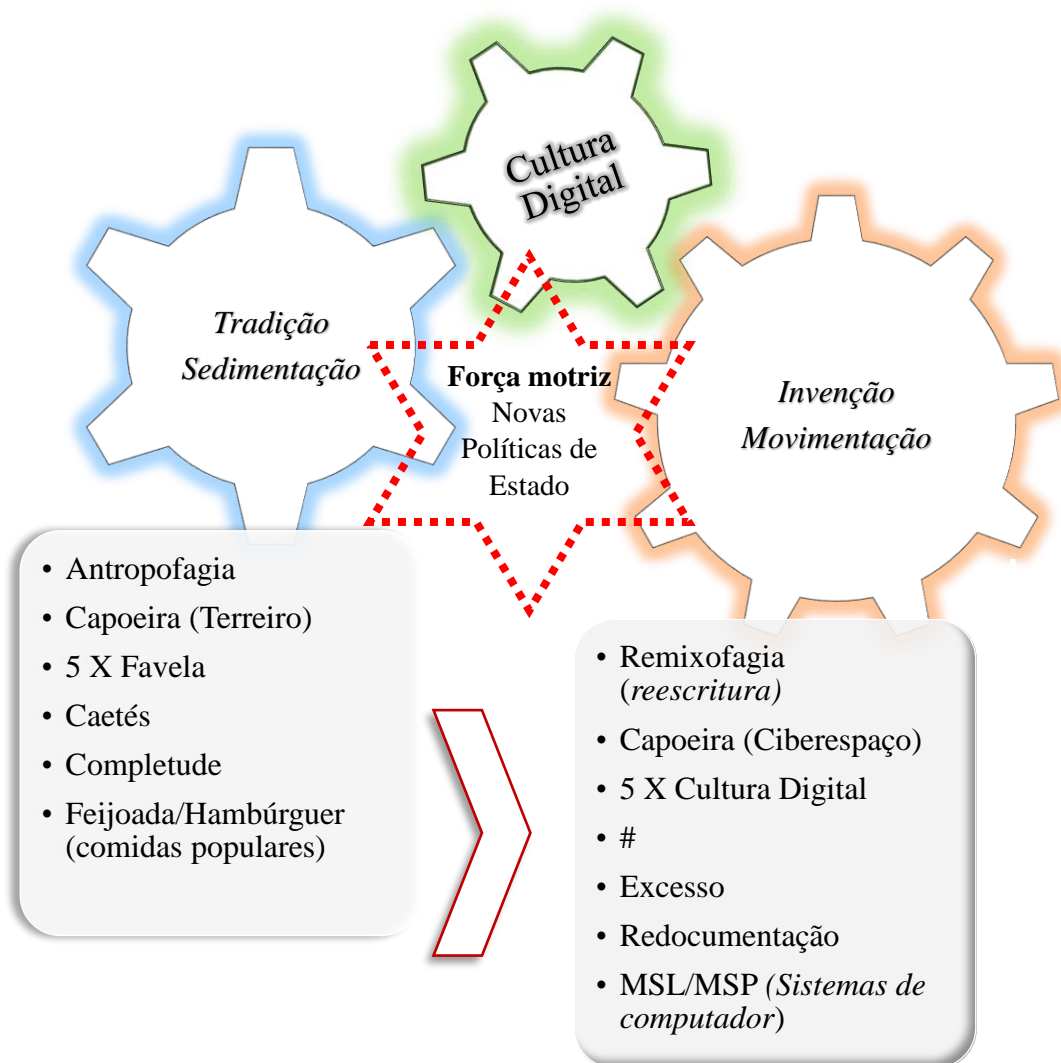 Cultura
Digital
Tradição
Sedimentação
Força motriz
Novas
Políticas de
Estado
Invenção
Movimentação
• Antropofagia
• Capoeira (Terreiro)
• 5 X Favela
• Caetés
• Completude
• Feijoada/Hambúrguer
(comidas populares)
• Remixofagia
(reescritura)
• Capoeira (Ciberespaço)
• 5 X Cultura Digital
• #
• Excesso
• Redocumentação
• MSL/MSP (Sistemas de
computador)